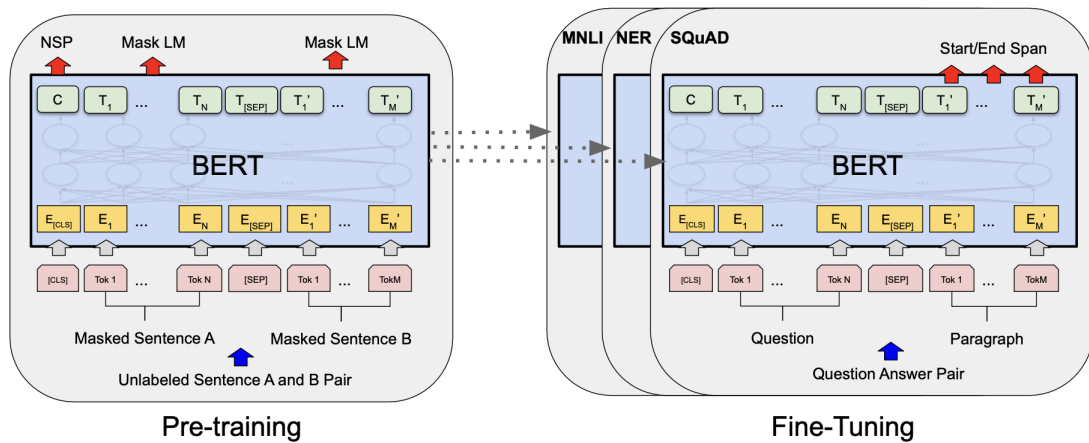 NSP Mask LM Mask LM
C T1 ... TN T[SEP] T1' ... TM'
...
BERT
...
E[CLS] E1 ... EN E[SEP] E1' ... EM'
[CLS] Tok 1 ... Tok N [SEP] Tok 1 ... TokM
Masked Sentence A Masked Sentence B
Unlabeled Sentence A and B Pair
Pre-training
MNLI NER SQuAD
Start/End Span
C T1 ... TN T[SEP] T1' ... TM'
...
BERT
...
E[CLS] E1 ... EN E[SEP] E1' ... EM'
[CLS] Tok 1 ... Tok N [SEP] Tok 1 ... TokM
Question Paragraph
Question Answer Pair
Fine-Tuning